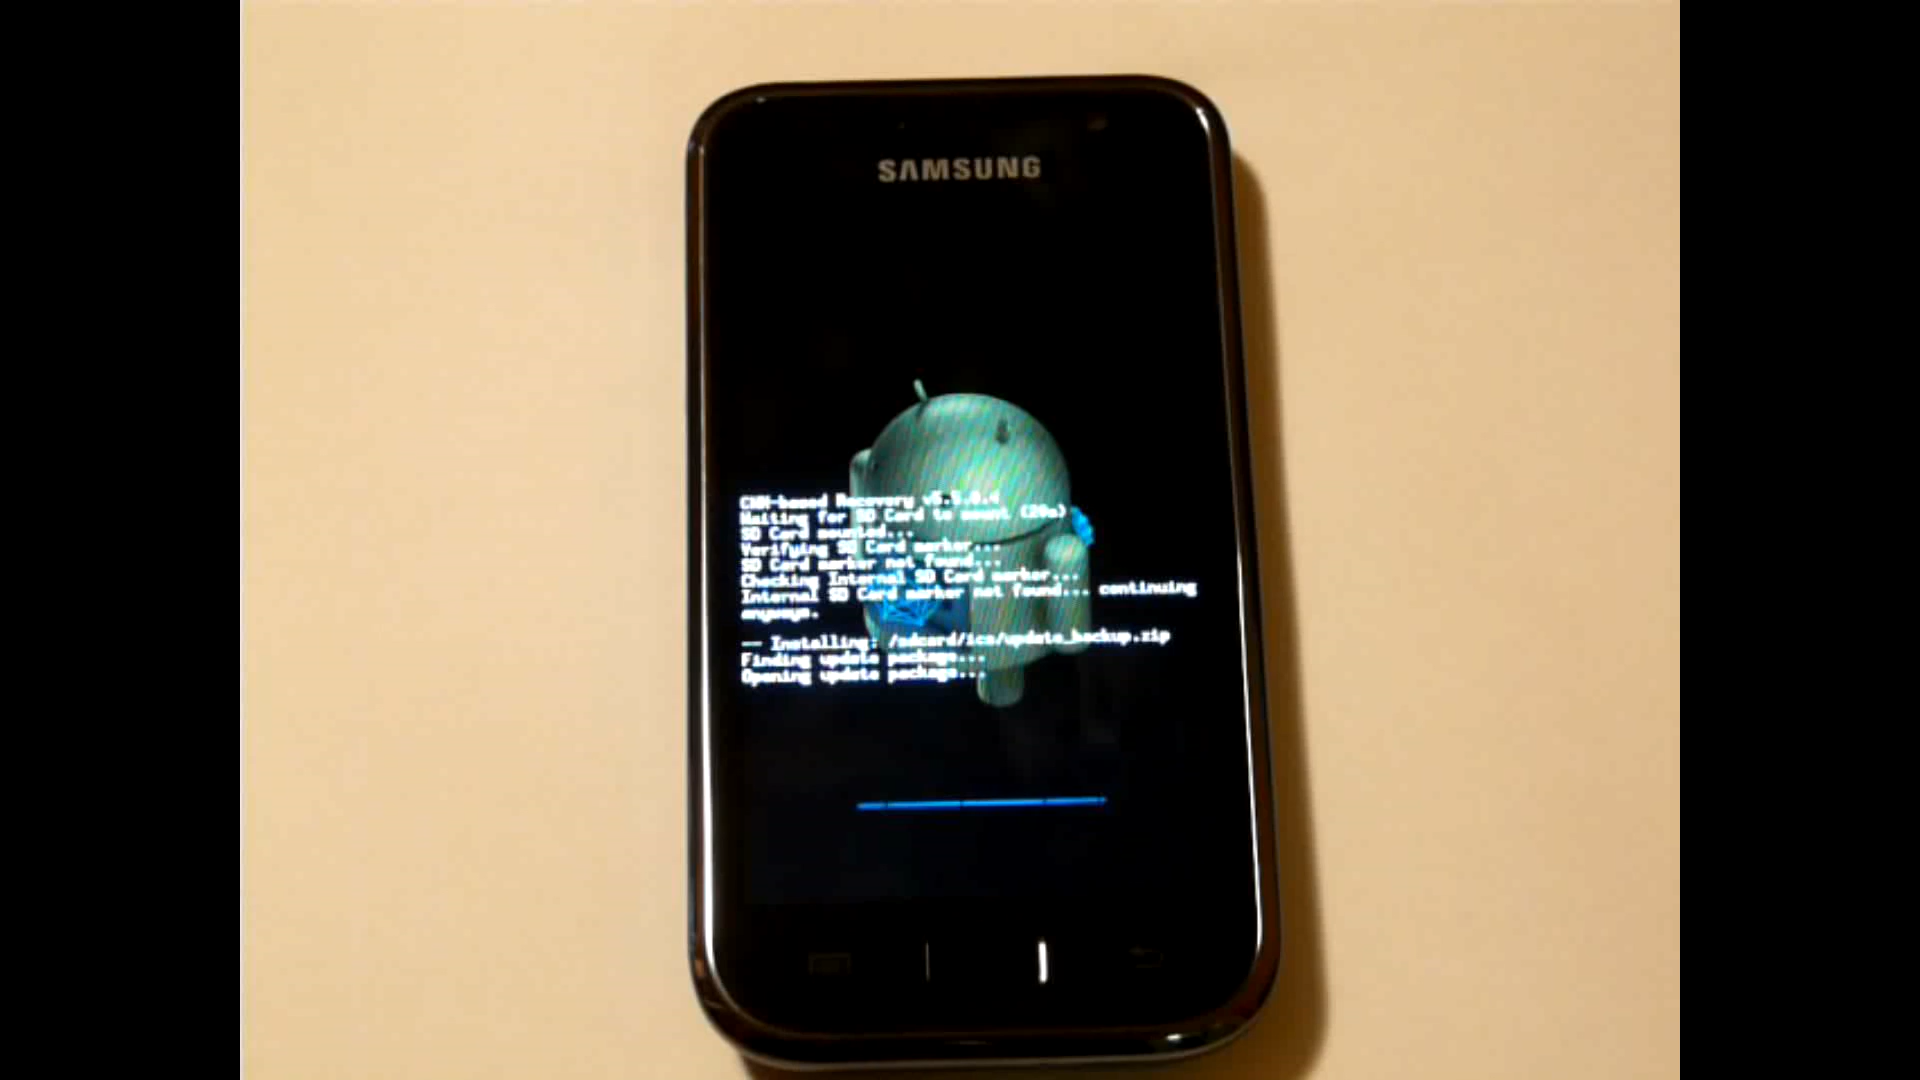 SAMSUNG
CWM-based Recovery v5.5.0.4
Waiting for SD Card to mount (20s)
SD Card mounted...
Verifying SD Card marker...
SD Card marker not found...
Checking Internal SD Card marker...
Internal SD Card marker not found... continuing
anyways.
-- Installing: /sdcard/ics/update_backup.zip
Finding update package...
Opening update package...